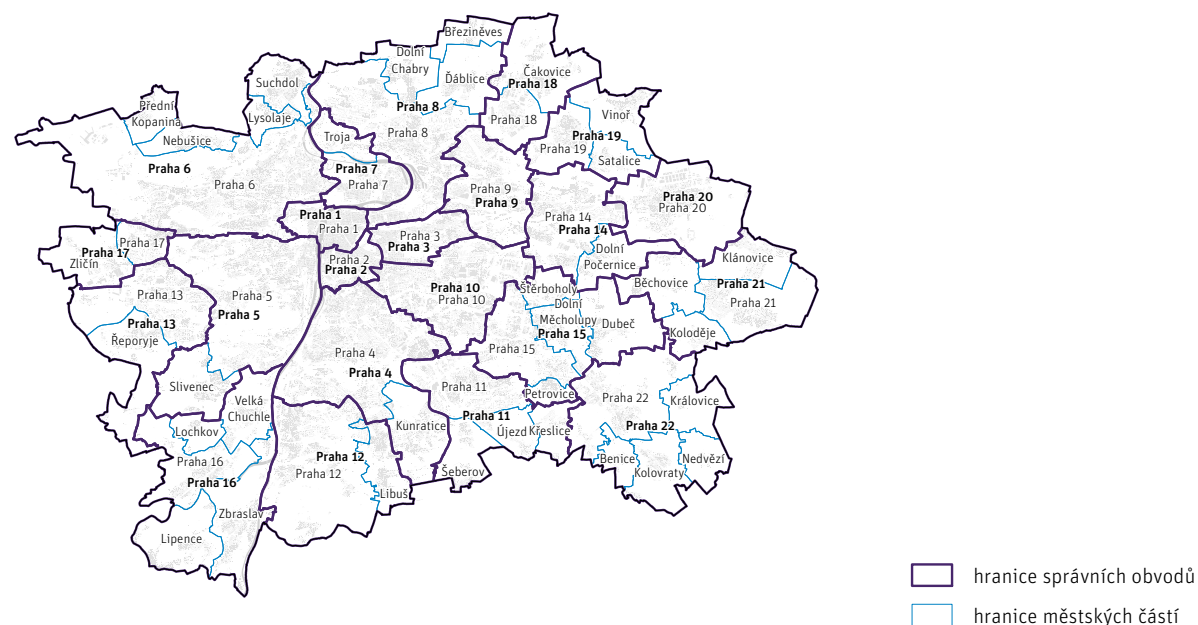 Březiněves
Dolní
Chabry
Ďáblice
Čakovice
Praha 18
Suchdol
Přední
Kopanina
Lysolaje
Nebušice
Praha 8
Praha 8
Praha 18
Vinoř
Praha 19
Praha 19
Satalice
Troja
Praha 6
Praha 6
Praha 7
Praha 7
Praha 9
Praha 9
Praha 20
Praha 20
Praha 1
Praha 1
Praha 14
Praha 14
Praha 3
Praha 3
Praha 17
Praha 17
Zličín
Praha 2
Praha 2
Dolní
Počernice
Klánovice
Praha 13
Praha 5
Praha 5
Praha 10
Praha 10
Štěrboholy
Běchovice
Praha 21
Praha 21
Praha 13
Řeporyje
Dolní
Měcholupy
Praha 15
Dubeč
Koloděje
Praha 15
Praha 4
Praha 4
Slivenec
Praha 11
Petrovice
Praha 22
Královice
Velká
Chuchle
Lochkov
Kunratice
Praha 11
Újezd
Křeslice
Praha 22
Praha 16
Praha 16
Praha 12
Praha 12
Šeberov
Benice
Kolovraty
Nedvězí
Libuš
Zbraslav
Lipence
hranice správních obvodů
hranice městských částí